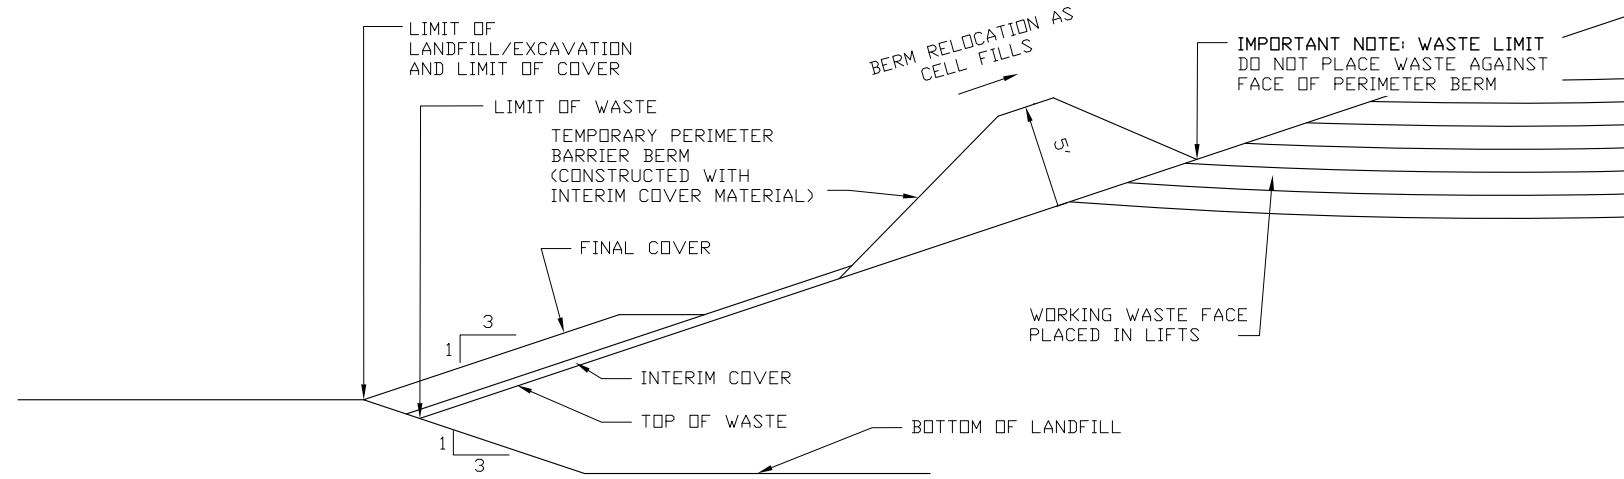 LIMIT OF
LANDFILL/EXCAVATION
AND LIMIT OF COVER
LIMIT OF WASTE
TEMPORARY PERIMETER
BARRIER BERM
(CONSTRUCTED WITH
INTERIM COVER MATERIAL)
BERM RELOCATION AS
CELL FILLS
5'
IMPORTANT NOTE: WASTE LIMIT
DO NOT PLACE WASTE AGAINST
FACE OF PERIMETER BERM
FINAL COVER
3
1
WORKING WASTE FACE
PLACED IN LIFTS
INTERIM COVER
TOP OF WASTE
BOTTOM OF LANDFILL
1
3